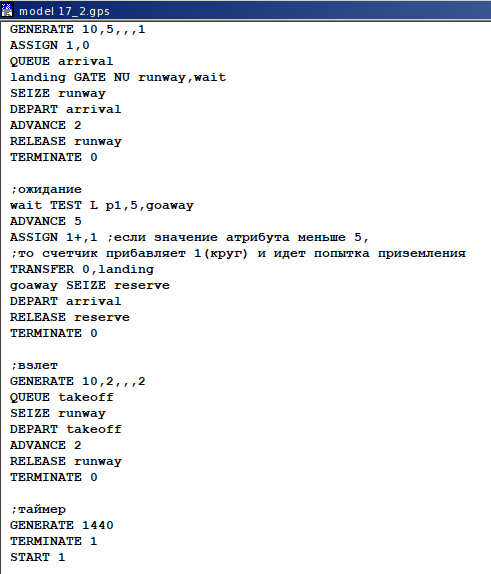 model 17_2.gps
GENERATE 10,5,,,1
ASSIGN 1,0
QUEUE arrival
landing GATE NU runway,wait
SEIZE runway
DEPART arrival
ADVANCE 2
RELEASE runway
TERMINATE 0
;ожидание
wait TEST L p1,5,goaway
ADVANCE 5
ASSIGN 1+,1 ;если значение атрибута меньше 5,
;то счетчик прибавляет 1(круг) и идет попытка приземления
TRANSFER 0,landing
goaway SEIZE reserve
DEPART arrival
RELEASE reserve
TERMINATE 0
;взлет
GENERATE 10,2,,,2
QUEUE takeoff
SEIZE runway
DEPART takeoff
ADVANCE 2
RELEASE runway
TERMINATE 0
;таймер
GENERATE 1440
TERMINATE 1
START 1